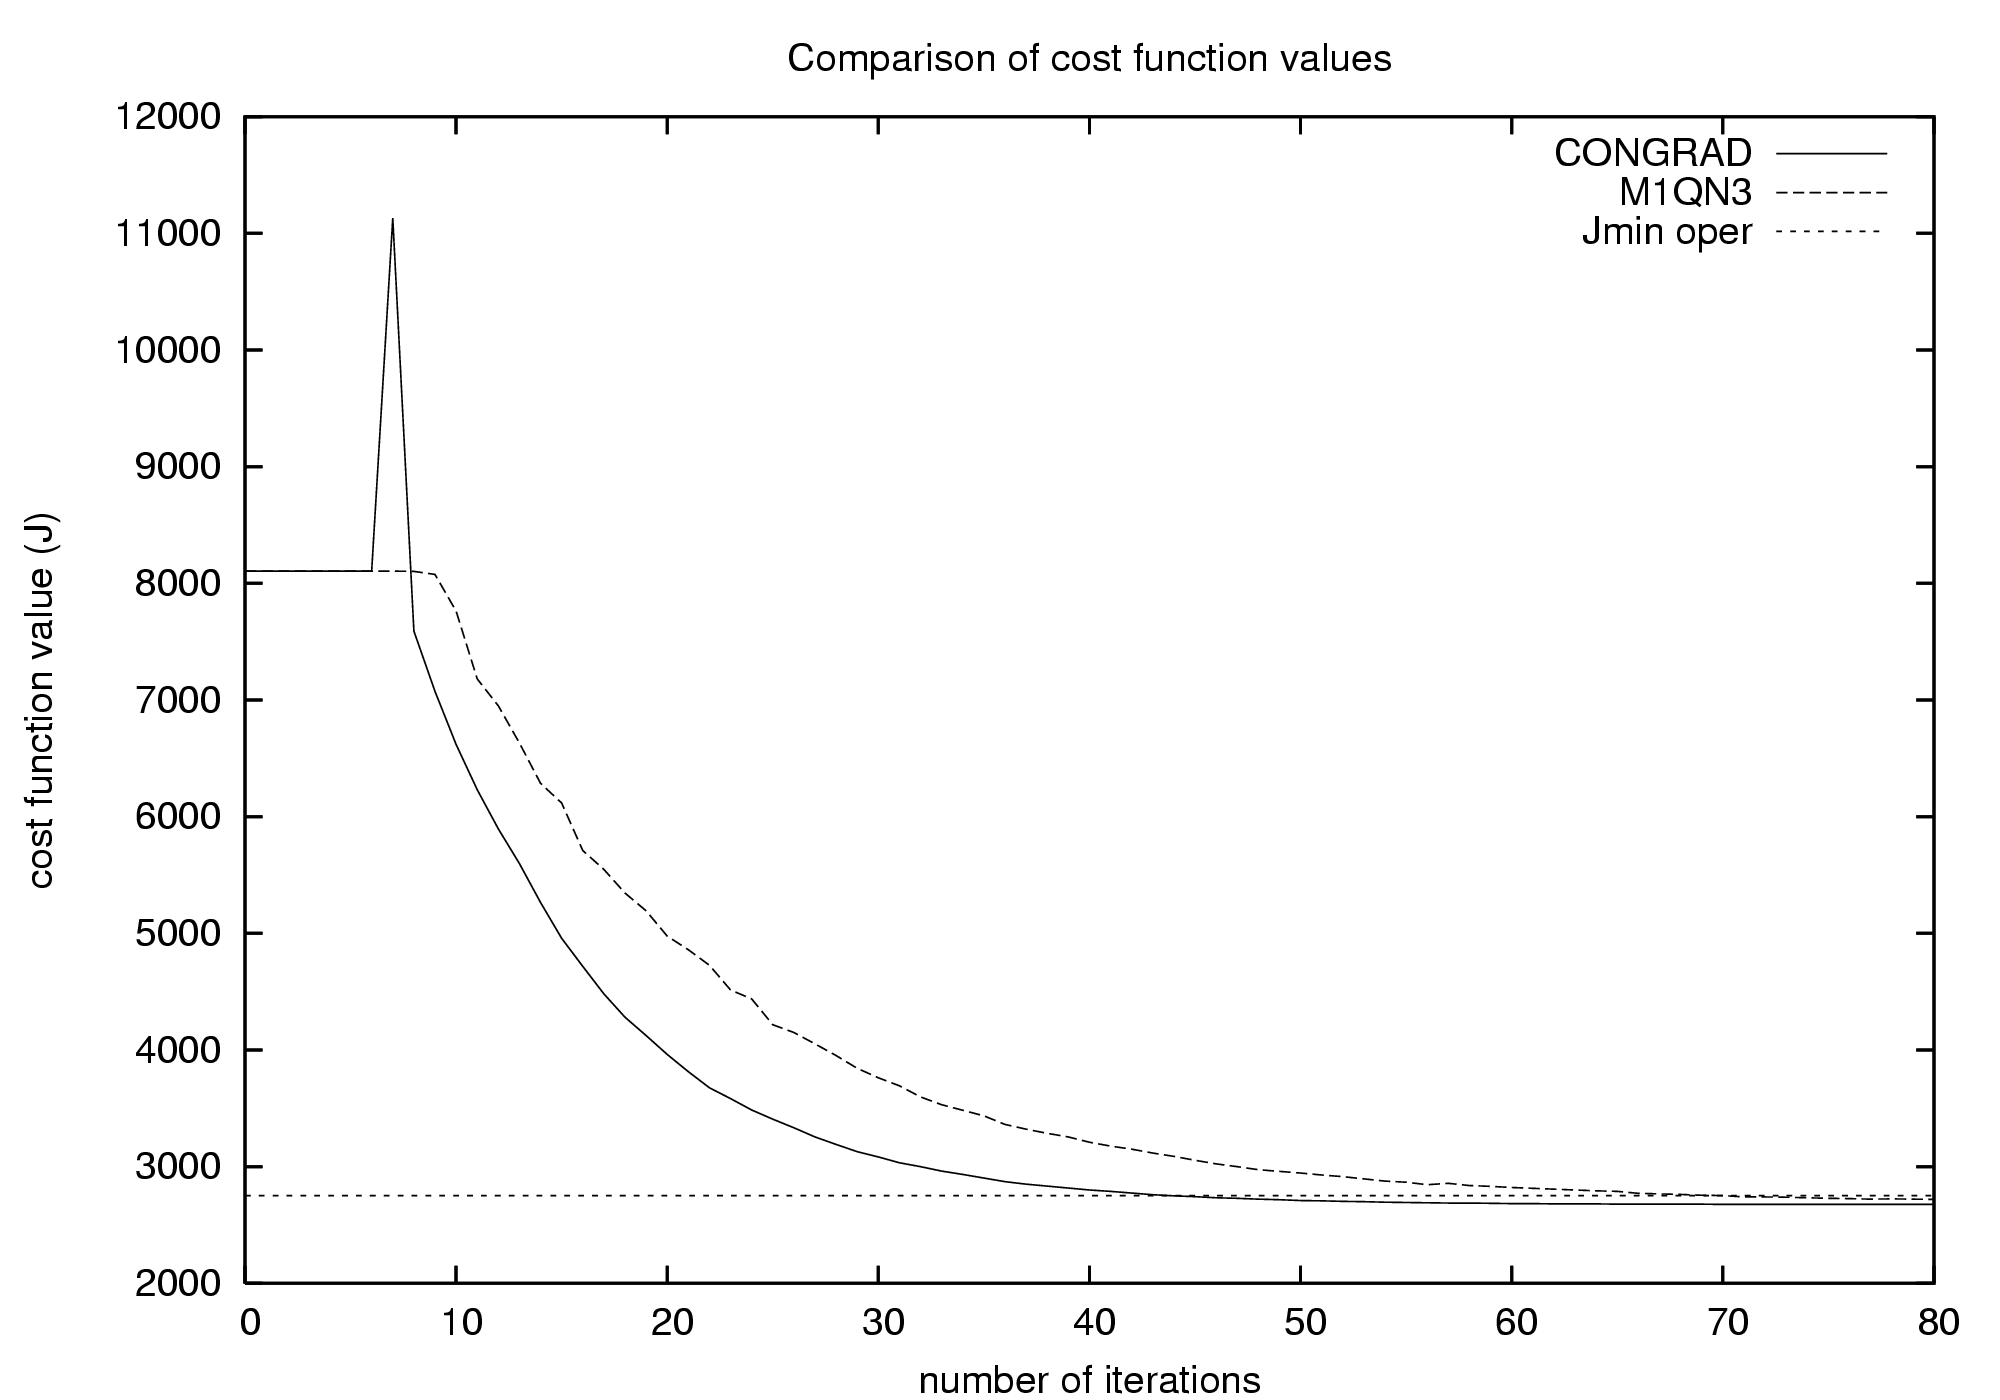 Comparison of cost function values
12000
11000
10000
9000
8000
7000
6000
5000
4000
3000
2000
cost function value (J)
CONGRAD
M1QN3
Jmin oper
0 10 20 30 40 50 60 70 80
number of iterations